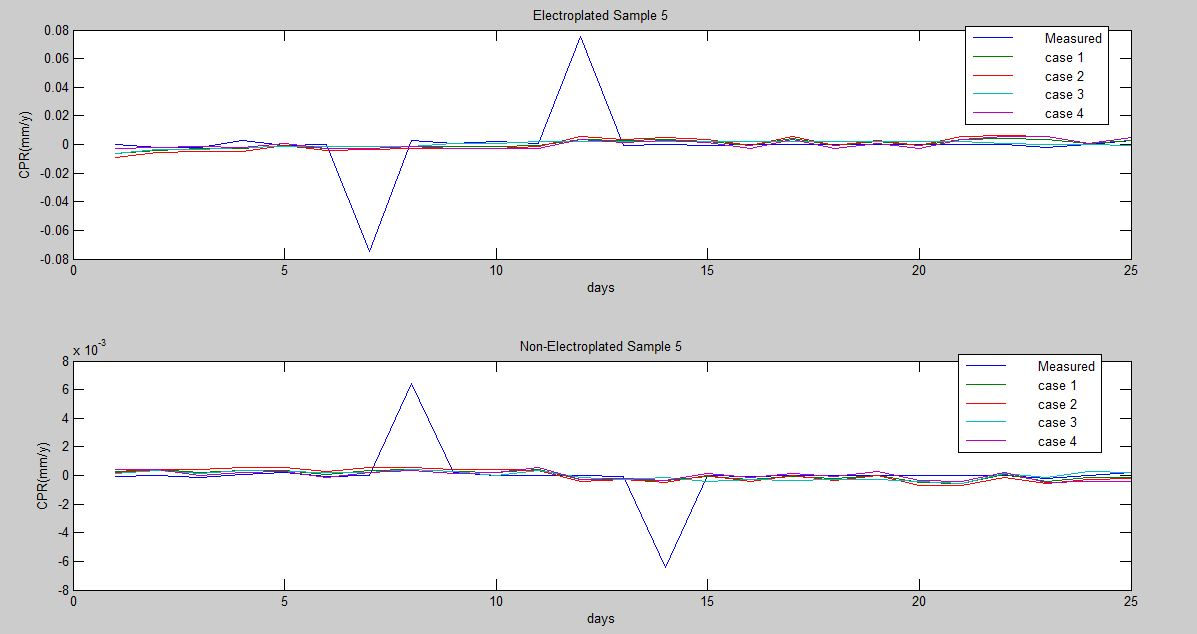 Electroplated Sample 5
CPR(mm/y)
0.08
0.06
0.04
0.02
0
-0.02
-0.04
-0.06
-0.08
0 5 10 15 20 25
days
Measured
case 1
case 2
case 3
case 4
Non-Electroplated Sample 5
x 10-3
CPR(mm/y)
8
6
4
2
0
-2
-4
-6
-8
0 5 10 15 20 25
days
Measured
case 1
case 2
case 3
case 4